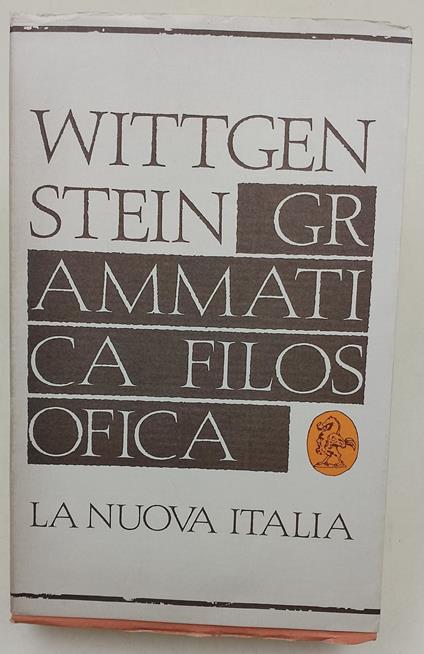 WITTGEN
STEIN GR
AMMATI
CA FILOS
OFICA
LA NUOVA ITALIA